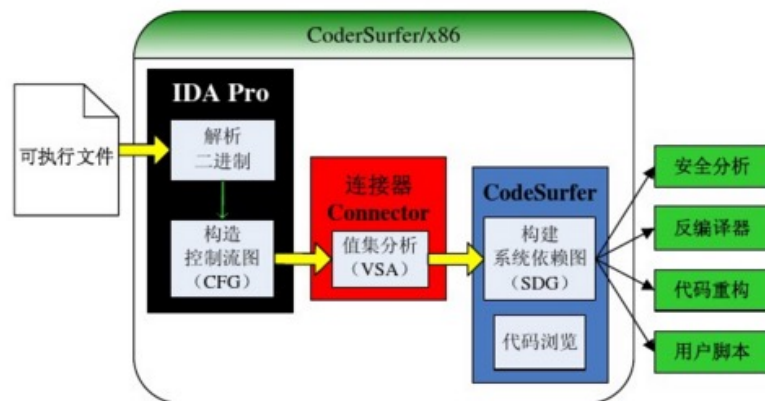 CoderSurfer/x86
可执行文件
IDA Pro
解析
二进制
构造
控制流图
（CFG）
连接器
Connector
值集分析
（VSA）
CodeSurfer
构建
系统依赖图
（SDG）
代码浏览
安全分析
反编译器
代码重构
用户脚本